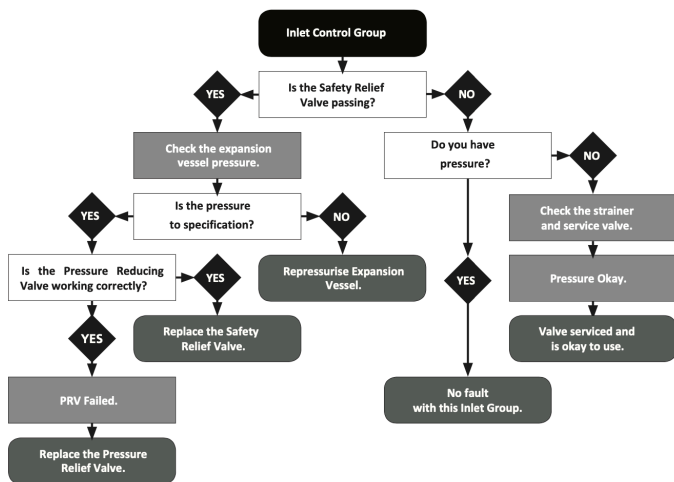 Inlet Control Group
Is the Safety Relief
Valve passing?
YES
NO
Check the expansion
vessel pressure.
Do you have
pressure?
NO
Is the pressure
to specification?
YES
NO
Check the strainer
and service valve.
Is the Pressure Reducing
Valve working correctly?
YES
Repressurise Expansion
Vessel.
YES
Pressure Okay.
YES
Replace the Safety
Relief Valve.
Valve serviced and
is okay to use.
PRV Failed.
No fault
with this Inlet Group.
Replace the Pressure
Relief Valve.